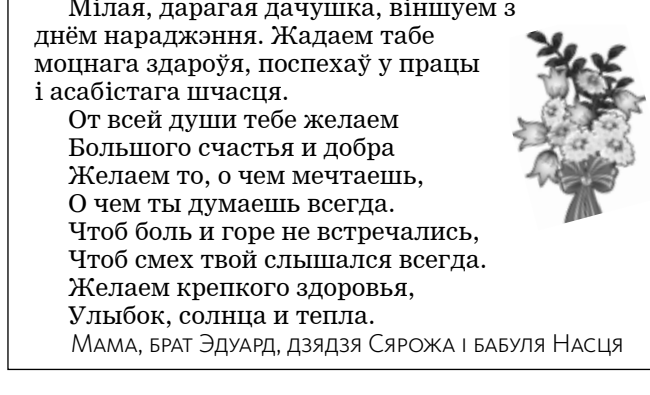 Мілая, дарагая дачушка, віншуем з
днём нараджэння. Жадаем табе
моцнага здароўя, поспехаў у працы
і асабістага шчасця.
От всей души тебе желаем
Большого счастья и добра
Желаем то, о чем мечтаешь,
О чем ты думаешь всегда.
Чтоб боль и горе не встречались,
Чтоб смех твой слышался всегда.
Желаем крепкого здоровья,
Улыбок, солнца и тепла.
Мама, брат Эдуард, дзядзя Сярожа і бабуля Насця